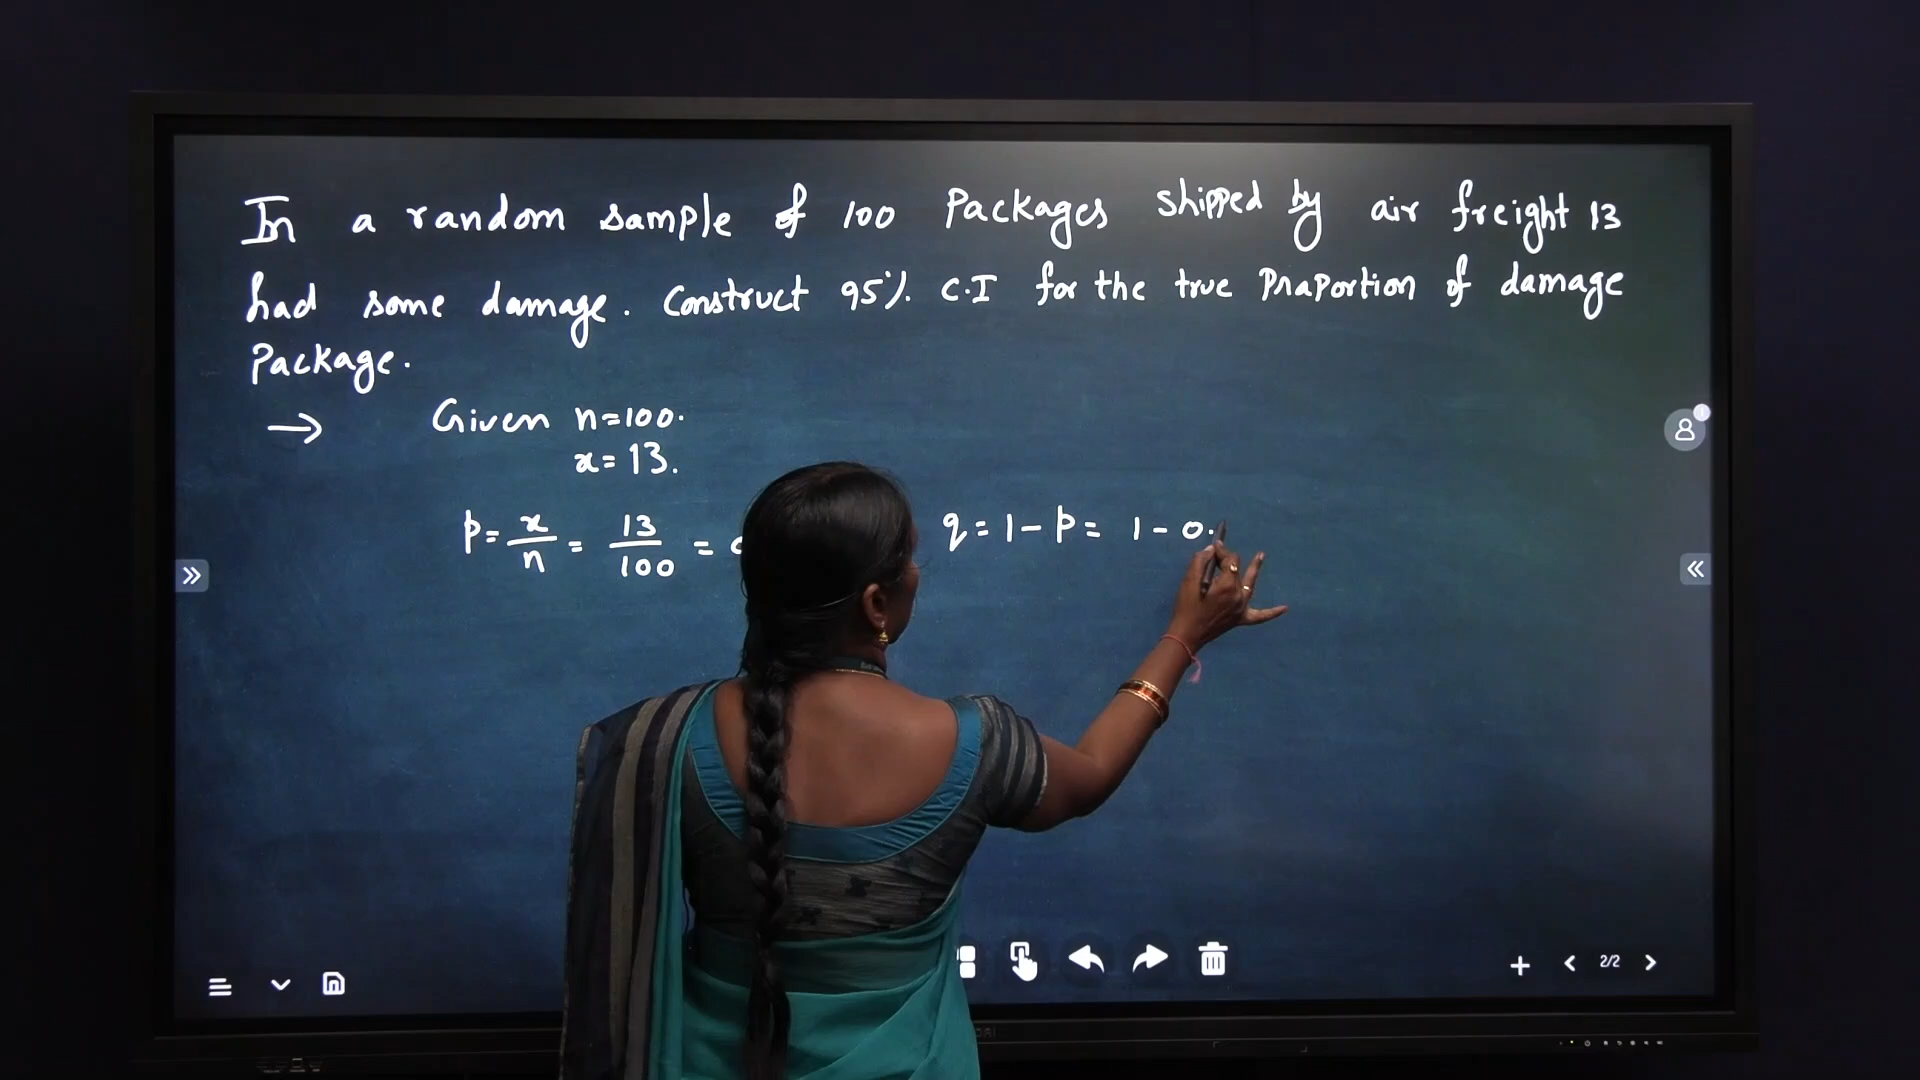 In a random sample of 100 Packages shipped by air freight 13
had some damage. Construct 95%. C.I for the true Praportion of damage
Package.
→ Given n=100.
x=13.
p= x/n = 13/100 =
q = 1 - p = 1 - 0.
2/2